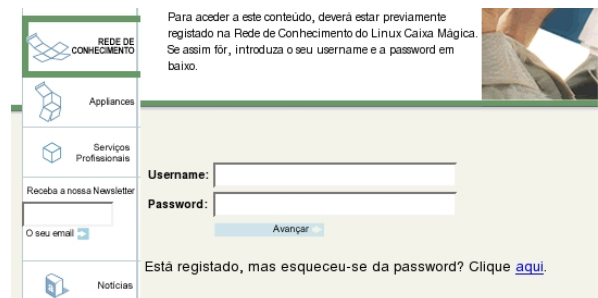 REDE DE
CONHECIMENTO
Appliances
Serviços
Profissionais
Receba a nossa Newsletter
O seu email
Notícias
Para aceder a este conteúdo, deverá estar previamente
registado na Rede de Conhecimento do Linux Caixa Mágica.
Se assim fôr, introduza o seu username e a password em
baixo.
Username:
Password:
Avançar
Está registado, mas esqueceu-se da password? Clique aqui.